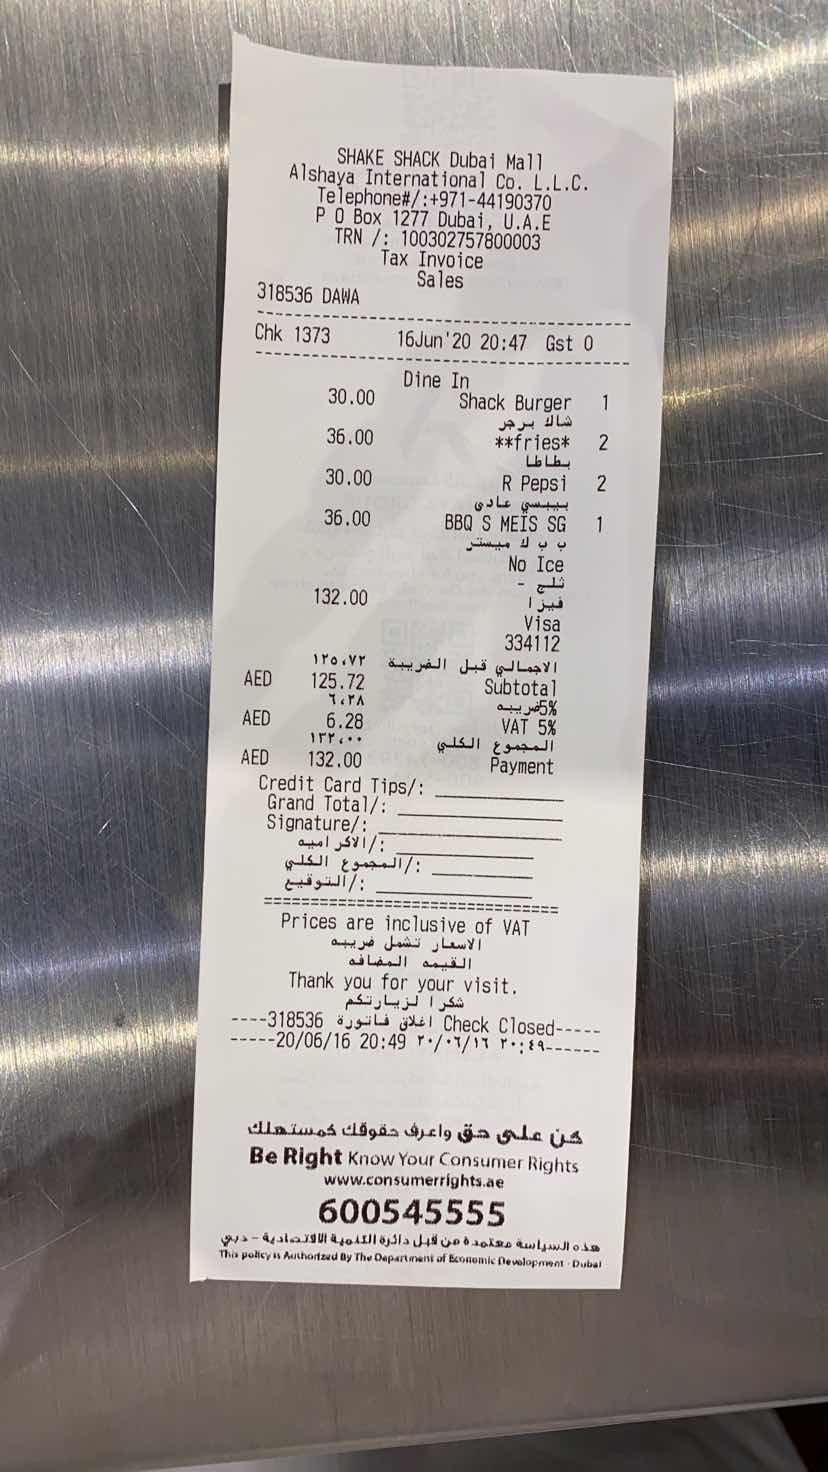 SHAKE SHACK Dubai Mall
Alshaya International Co. L.L.C.
Telephone#/:+971-44190370
P O Box 1277 Dubai, U.A.E
TRN /: 100302757800003
Tax Invoice
Sales
318536 DAWA
Chk 1373 16Jun'20 20:47 Gst 0
Dine In
30.00 Shack Burger 1
شاك برجر
36.00 **fries* 2
بطاطا
30.00 R Pepsi 2
بيبسي عادى
36.00 BBQ S MEIS SG 1
ب ب ك ميستر
No Ice
ثلج -
132.00 فيزا
Visa
334112
الاجمالي قبل الضريبة ١٢٥،٧٢
AED 125.72 Subtotal
ضريبه5% ٦،٢٨
AED 6.28 VAT 5%
المجموع الكلي ١٣٢،٠٠
AED 132.00 Payment
Credit Card Tips/:
Grand Total/:
Signature/:
الاكراميه/:
المجموع الكلي/:
التوقيع/:
Prices are inclusive of VAT
الاسعار تشمل ضريبه
القيمه المضافه
Thank you for your visit.
شكرا لزيارتكم
----318536 اغلاق فاتورة Check Closed-----
-----20/06/16 20:49 ٢٠/٠٦/١٦ ٢٠:٤٩------
كن على حق واعرف حقوقك كمستهلك
Be Right Know Your Consumer Rights
www.consumerrights.ae
600545555
هذه السياسة معتمدة من قبل دائرة التنمية الاقتصادية - دبي
This policy is Authorized By The Department of Economic Development - Dubai